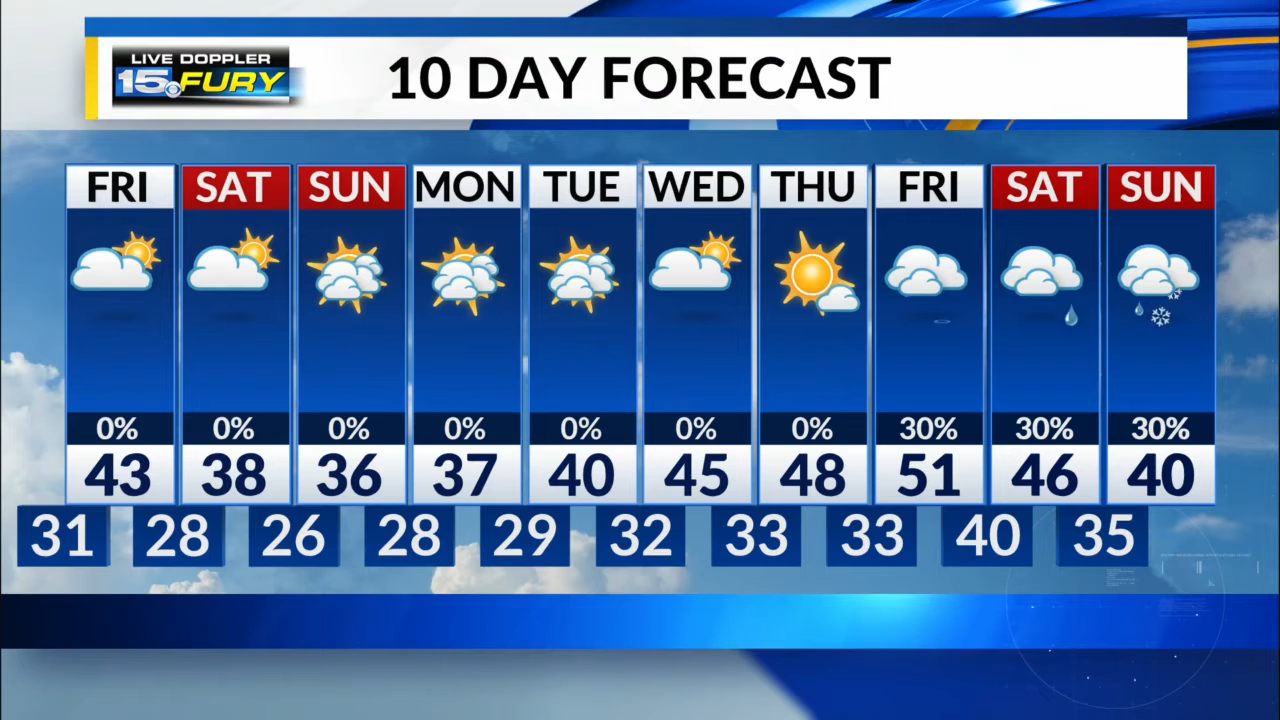 LIVE DOPPLER
15 FURY
10 DAY FORECAST
FRI SAT SUN MON TUE WED THU FRI SAT SUN
0% 0% 0% 0% 0% 0% 0% 30% 30% 30%
43 38 36 37 40 45 48 51 46 40
31 28 26 28 29 32 33 33 40 35